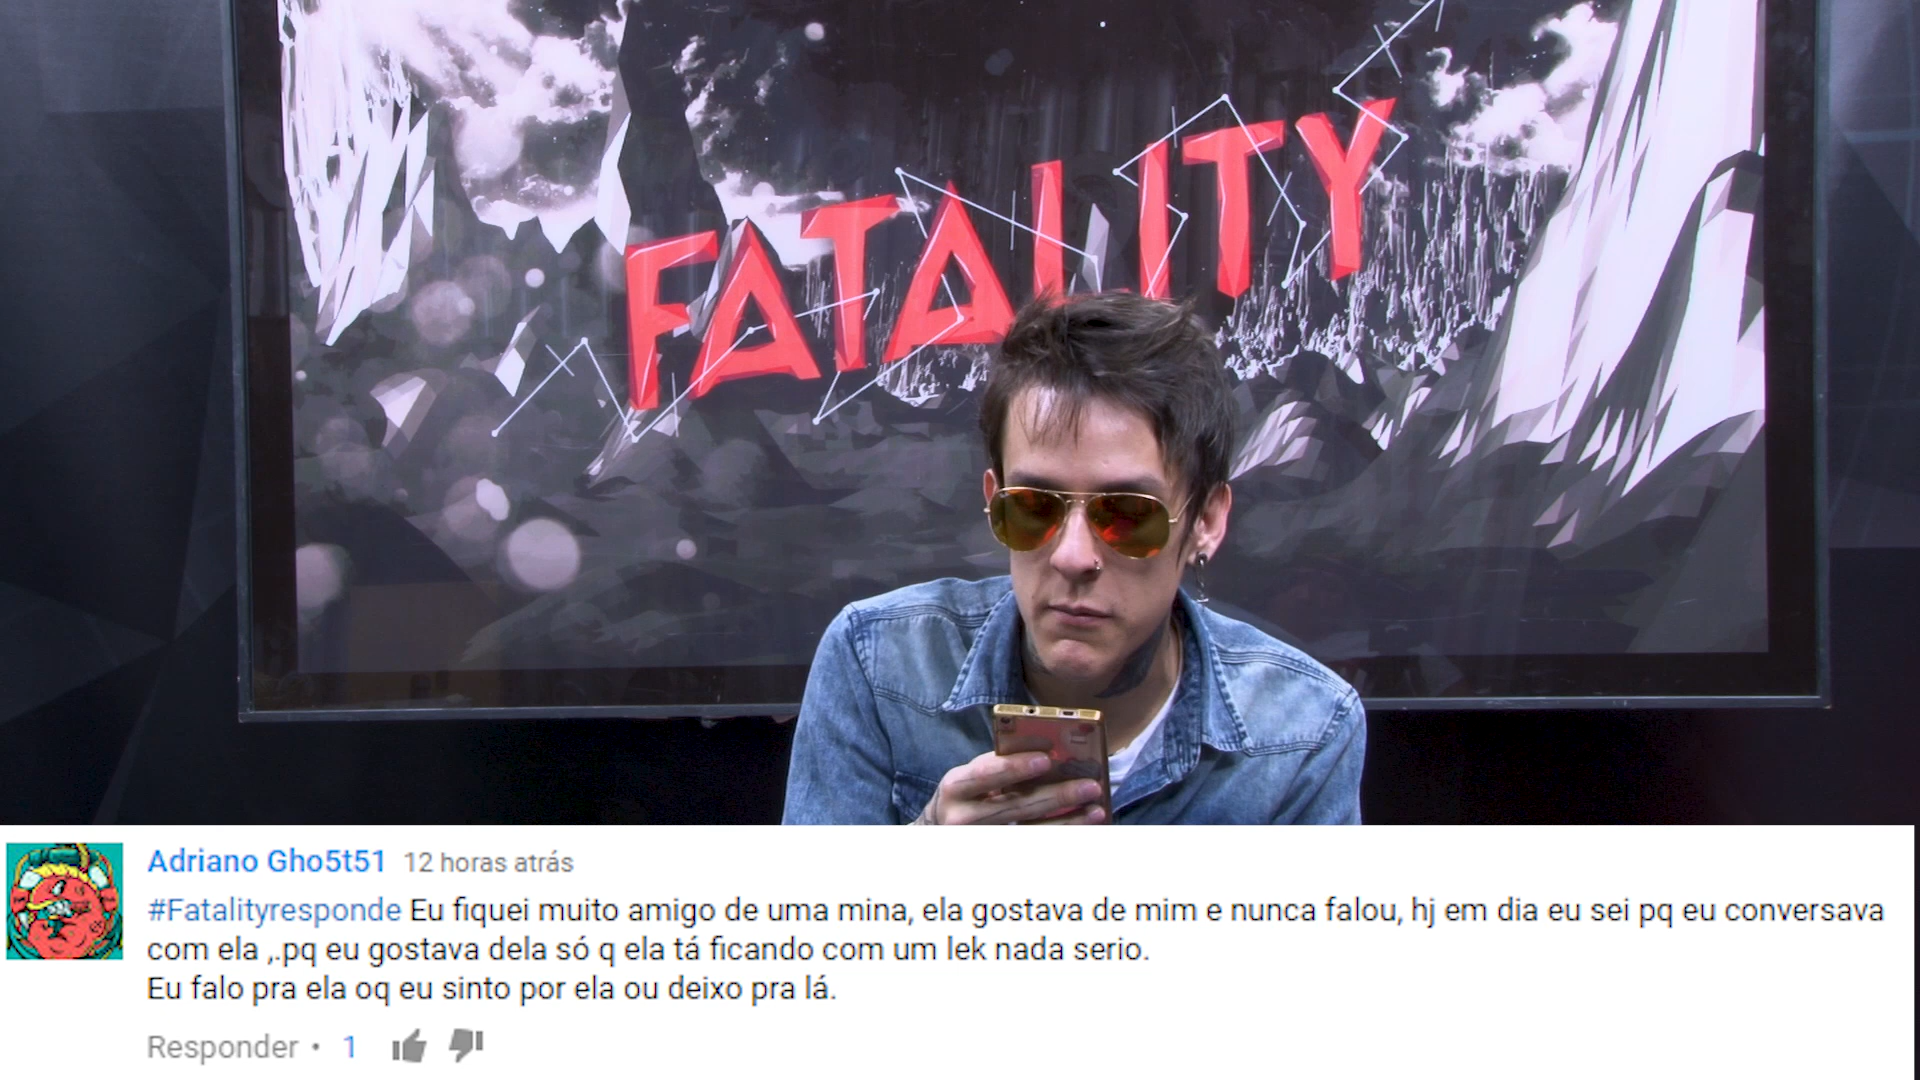 FATALITY
Adriano Gho5t51 12 horas atrás
#Fatalityresponde Eu fiquei muito amigo de uma mina, ela gostava de mim e nunca falou, hj em dia eu sei pq eu conversava
com ela ,.pq eu gostava dela só q ela tá ficando com um lek nada serio.
Eu falo pra ela oq eu sinto por ela ou deixo pra lá.
Responder • 1